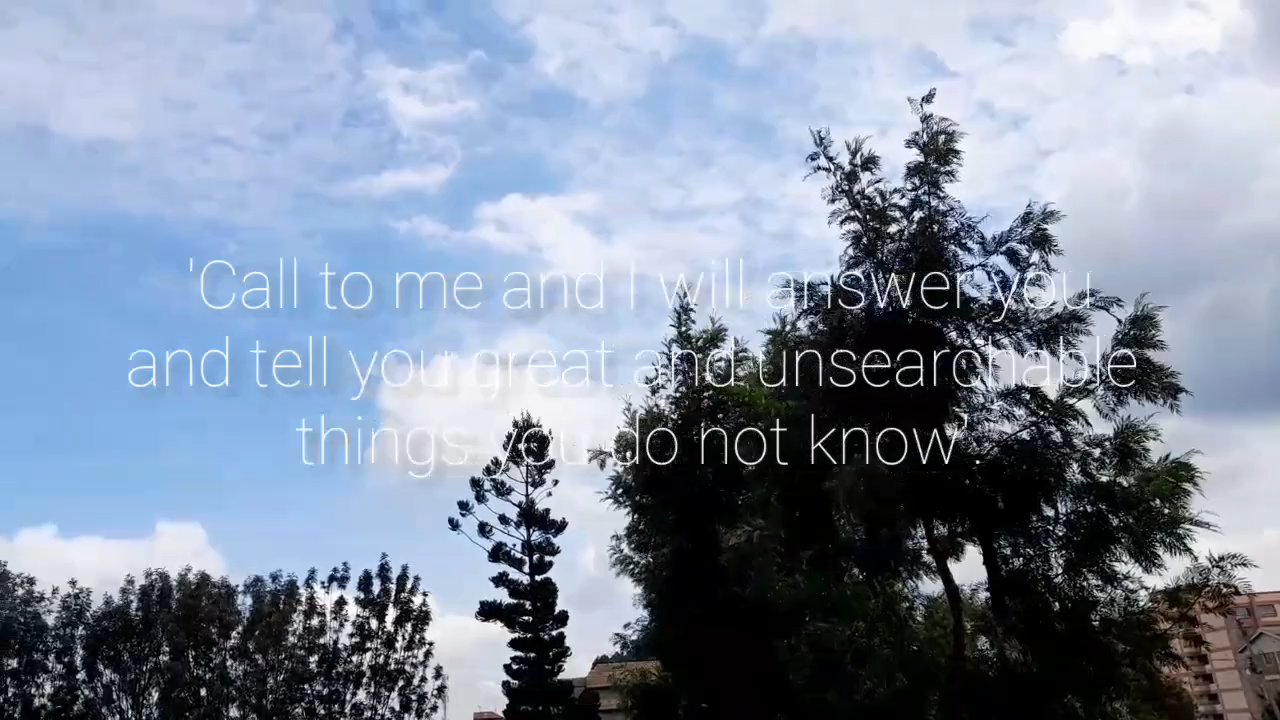 'Call to me and I will answer you
and tell you great and unsearchable
things you do not know'.